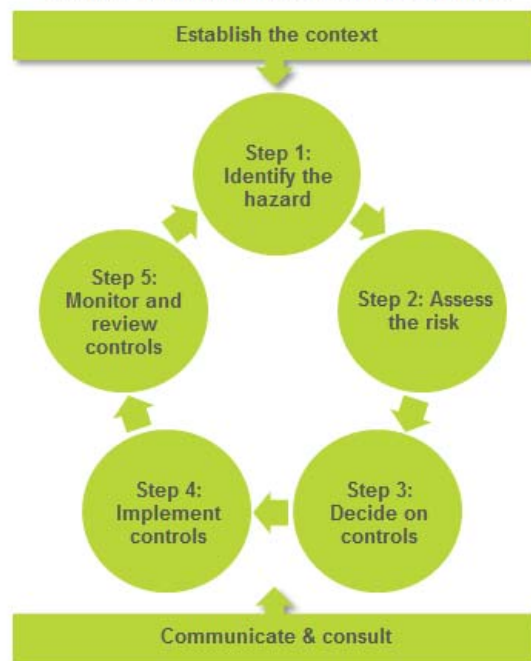 Establish the context
Step 1:
Identify the
hazard
Step 2: Assess
the risk
Step 3:
Decide on
controls
Step 4:
Implement
controls
Step 5:
Monitor and
review
controls
Communicate & consult